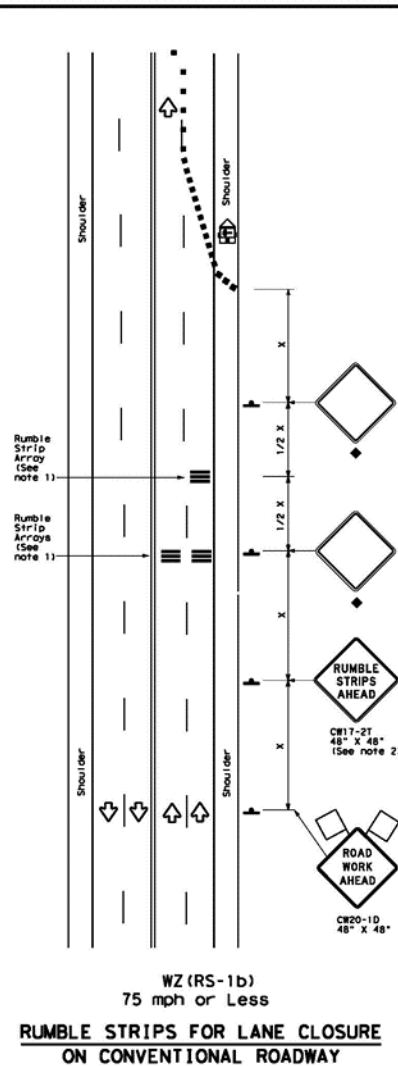 Shoulder
Shoulder
X
1/2 X
Rumble
Strip
Array
(See
note 1)
1/2 X
Rumble
Strip
Arrays
(See
note 1)
X
RUMBLE
STRIPS
AHEAD
CW17-2T
48" X 48"
(See note 2
Shoulder
Shoulder
X
ROAD
WORK
AHEAD
CW20-1D
48" X 48"
WZ(RS-1b)
75 mph or Less
RUMBLE STRIPS FOR LANE CLOSURE
ON CONVENTIONAL ROADWAY